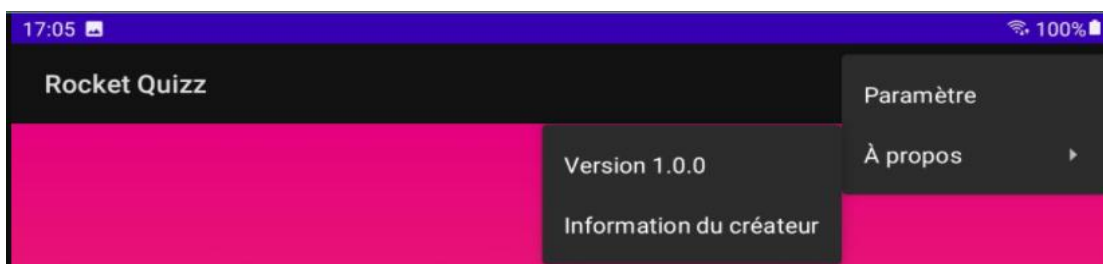 17:05 100%
Rocket Quizz
Paramètre
À propos
Version 1.0.0
Information du créateur